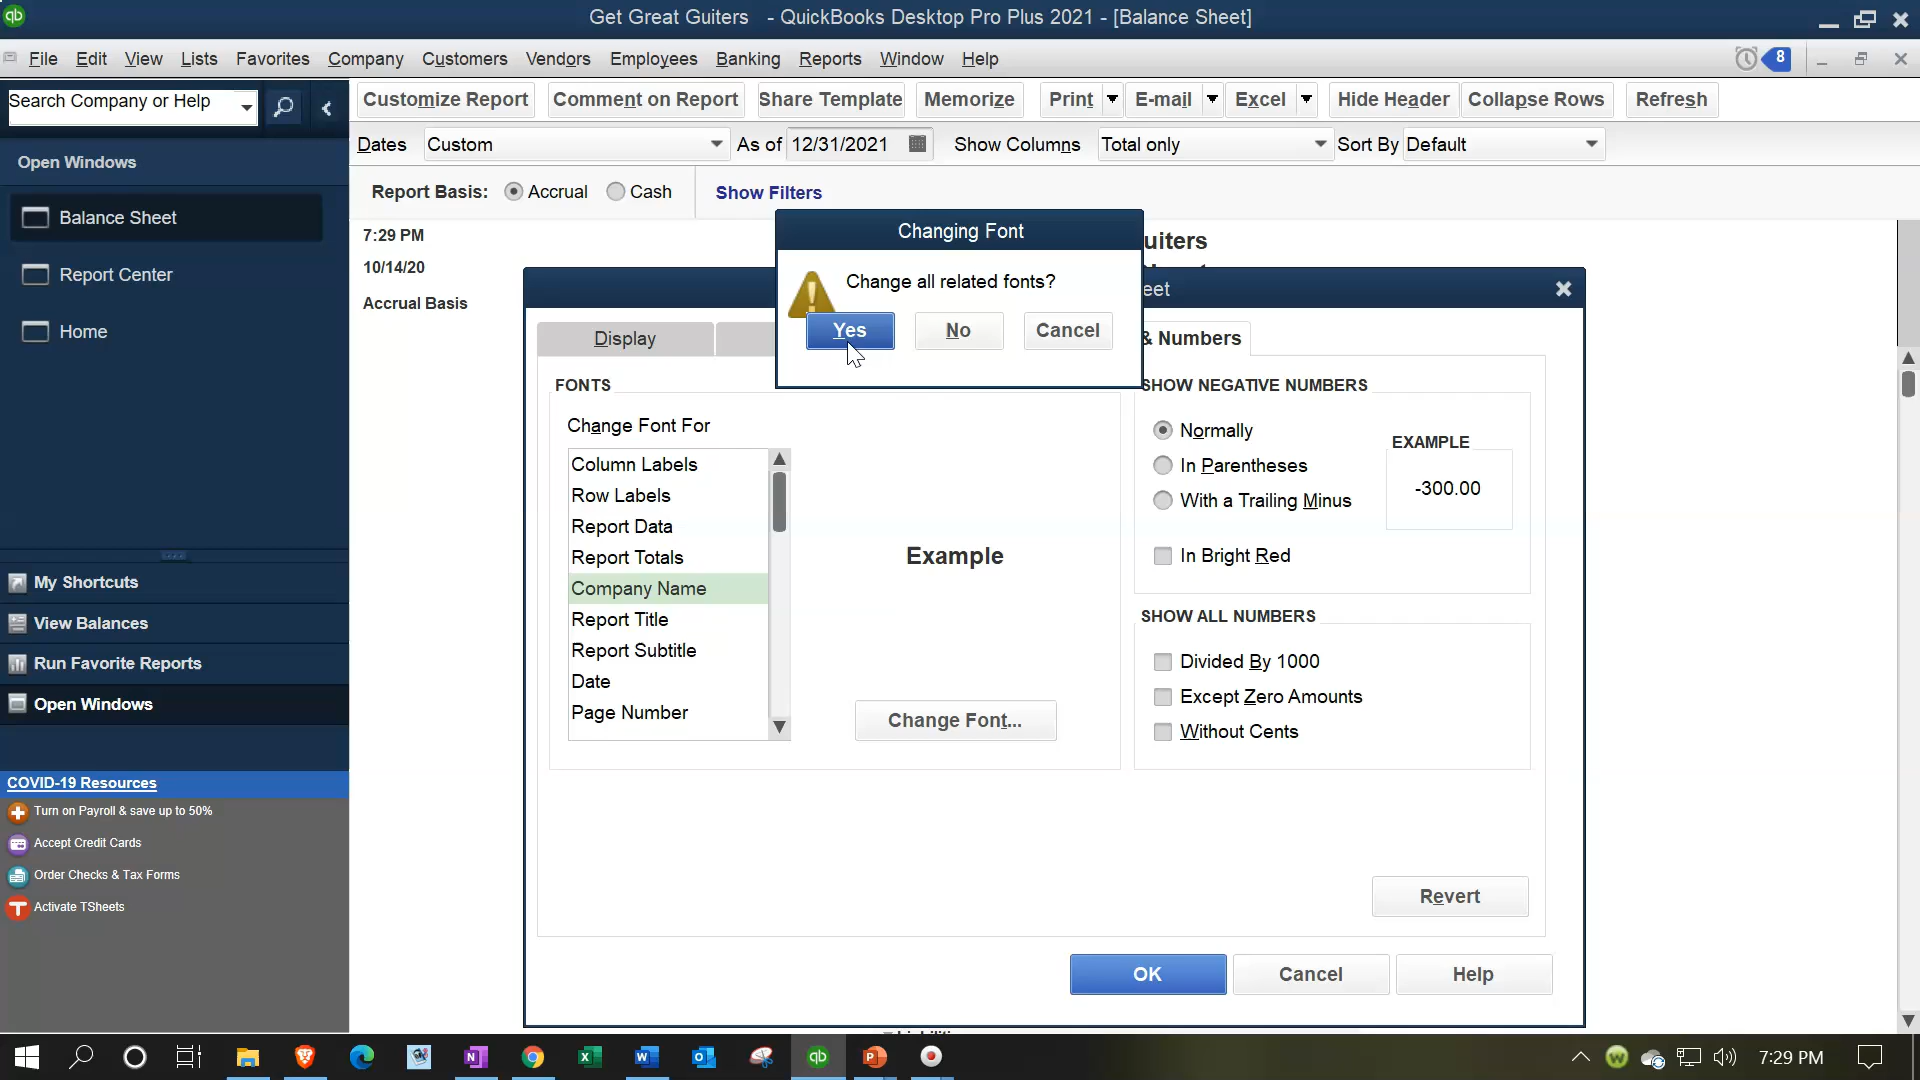 qb
Get Great Guiters - QuickBooks Desktop Pro Plus 2021 - [Balance Sheet]
File Edit View Lists Favorites Company Customers Vendors Employees Banking Reports Window Help
8
Search Company or Help
Customize Report Comment on Report Share Template Memorize Print E-mail Excel Hide Header Collapse Rows Refresh
Dates Custom As of 12/31/2021 Show Columns Total only Sort By Default
Report Basis: Accrual Cash Show Filters
Open Windows
Balance Sheet
Report Center
Home
My Shortcuts
View Balances
Run Favorite Reports
Open Windows
COVID-19 Resources
Turn on Payroll & save up to 50%
Accept Credit Cards
Order Checks & Tax Forms
Activate TSheets
7:29 PM
10/14/20
Accrual Basis
uiters
Changing Font
Change all related fonts?
Yes No Cancel
eet
Display
& Numbers
FONTS
Change Font For
Column Labels
Row Labels
Report Data
Report Totals
Company Name
Report Title
Report Subtitle
Date
Page Number
Example
Change Font...
SHOW NEGATIVE NUMBERS
Normally
In Parentheses
With a Trailing Minus
In Bright Red
EXAMPLE
-300.00
SHOW ALL NUMBERS
Divided By 1000
Except Zero Amounts
Without Cents
Revert
OK Cancel Help
7:29 PM